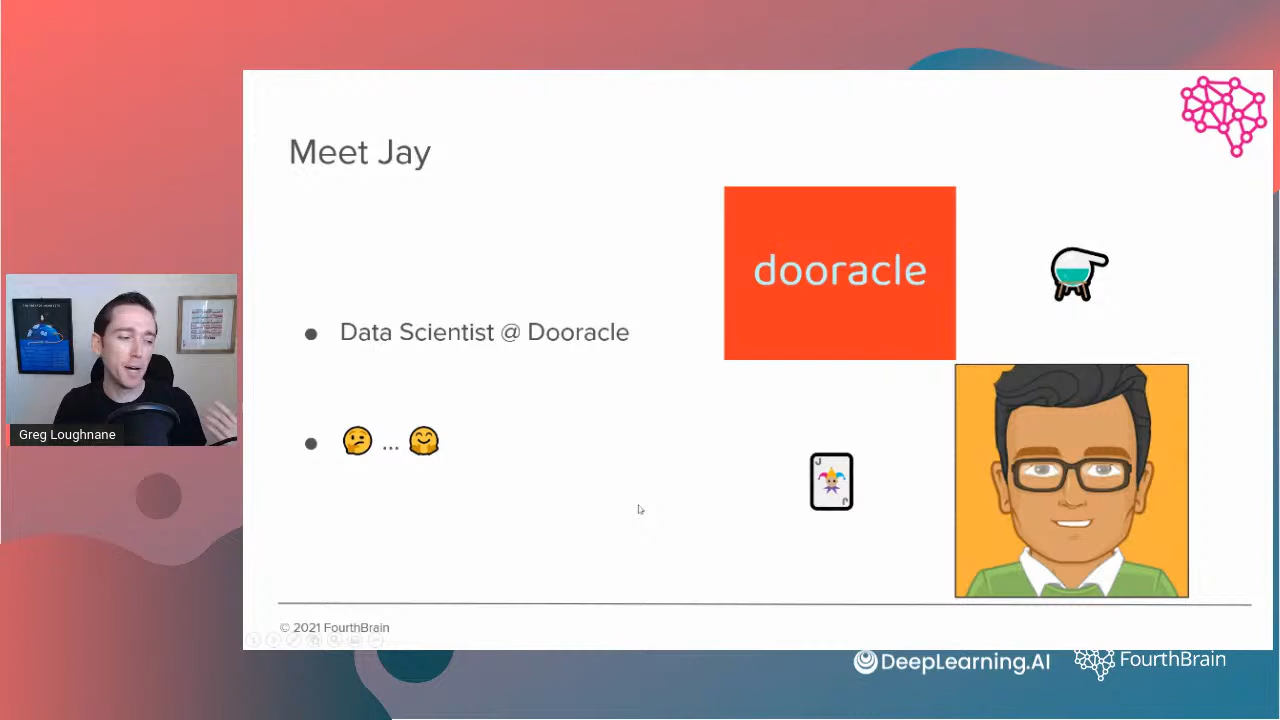 Meet Jay
dooracle
● Data Scientist @ Dooracle
● 🤔 ... 🤗
J
J
Greg Loughnane
© 2021 FourthBrain
DeepLearning.AI
FourthBrain